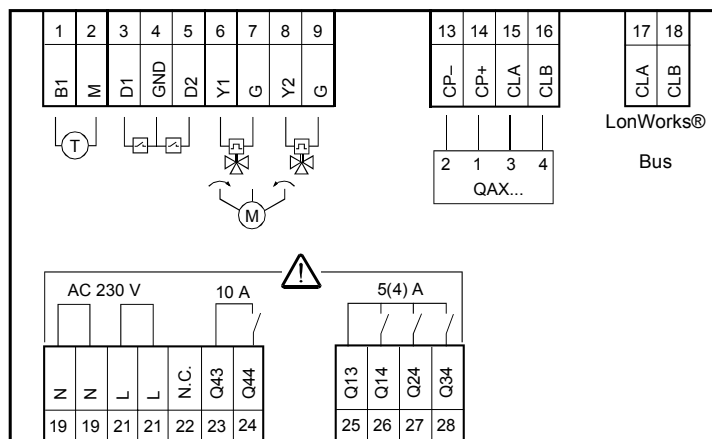 1 2 3 4 5 6 7 8 9
B1 M D1 GND D2 Y1 G Y2 G
T
M
13 14 15 16
CP– CP+ CLA CLB
2 1 3 4
QAX...
17 18
CLA CLB
LonWorks®
Bus
AC 230 V 10 A
N N L L N.C. Q43 Q44
19 19 21 21 22 23 24
5(4) A
Q13 Q14 Q24 Q34
25 26 27 28